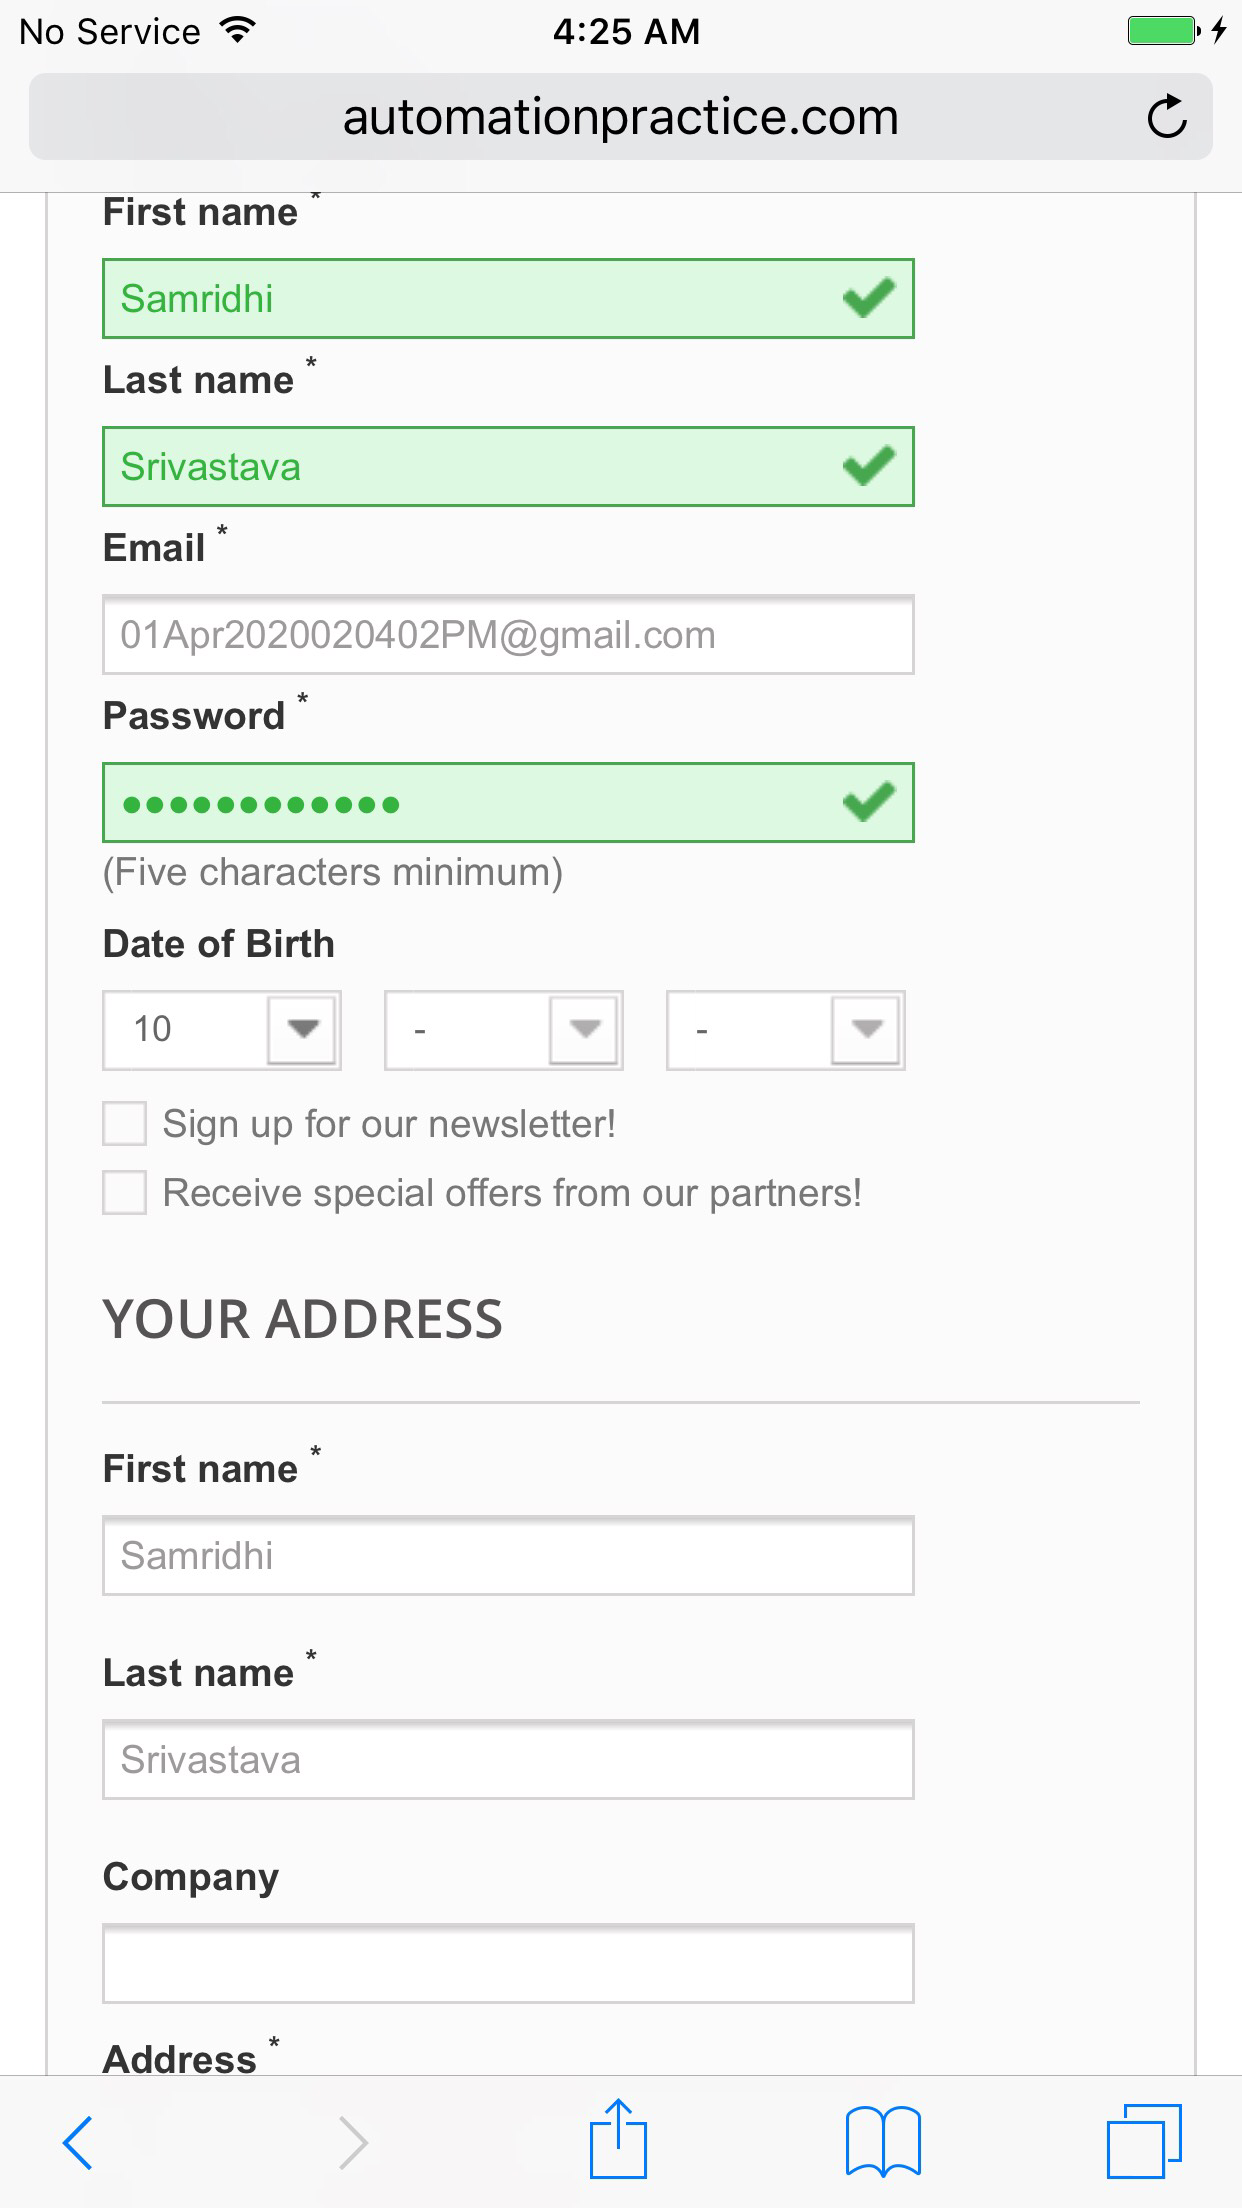 No Service 4:25 AM
automationpractice.com
First name *
Samridhi
Last name *
Srivastava
Email *
01Apr2020020402PM@gmail.com
Password *
••••••••••••
(Five characters minimum)
Date of Birth
10 - -
Sign up for our newsletter!
Receive special offers from our partners!
YOUR ADDRESS
First name *
Samridhi
Last name *
Srivastava
Company
Address *